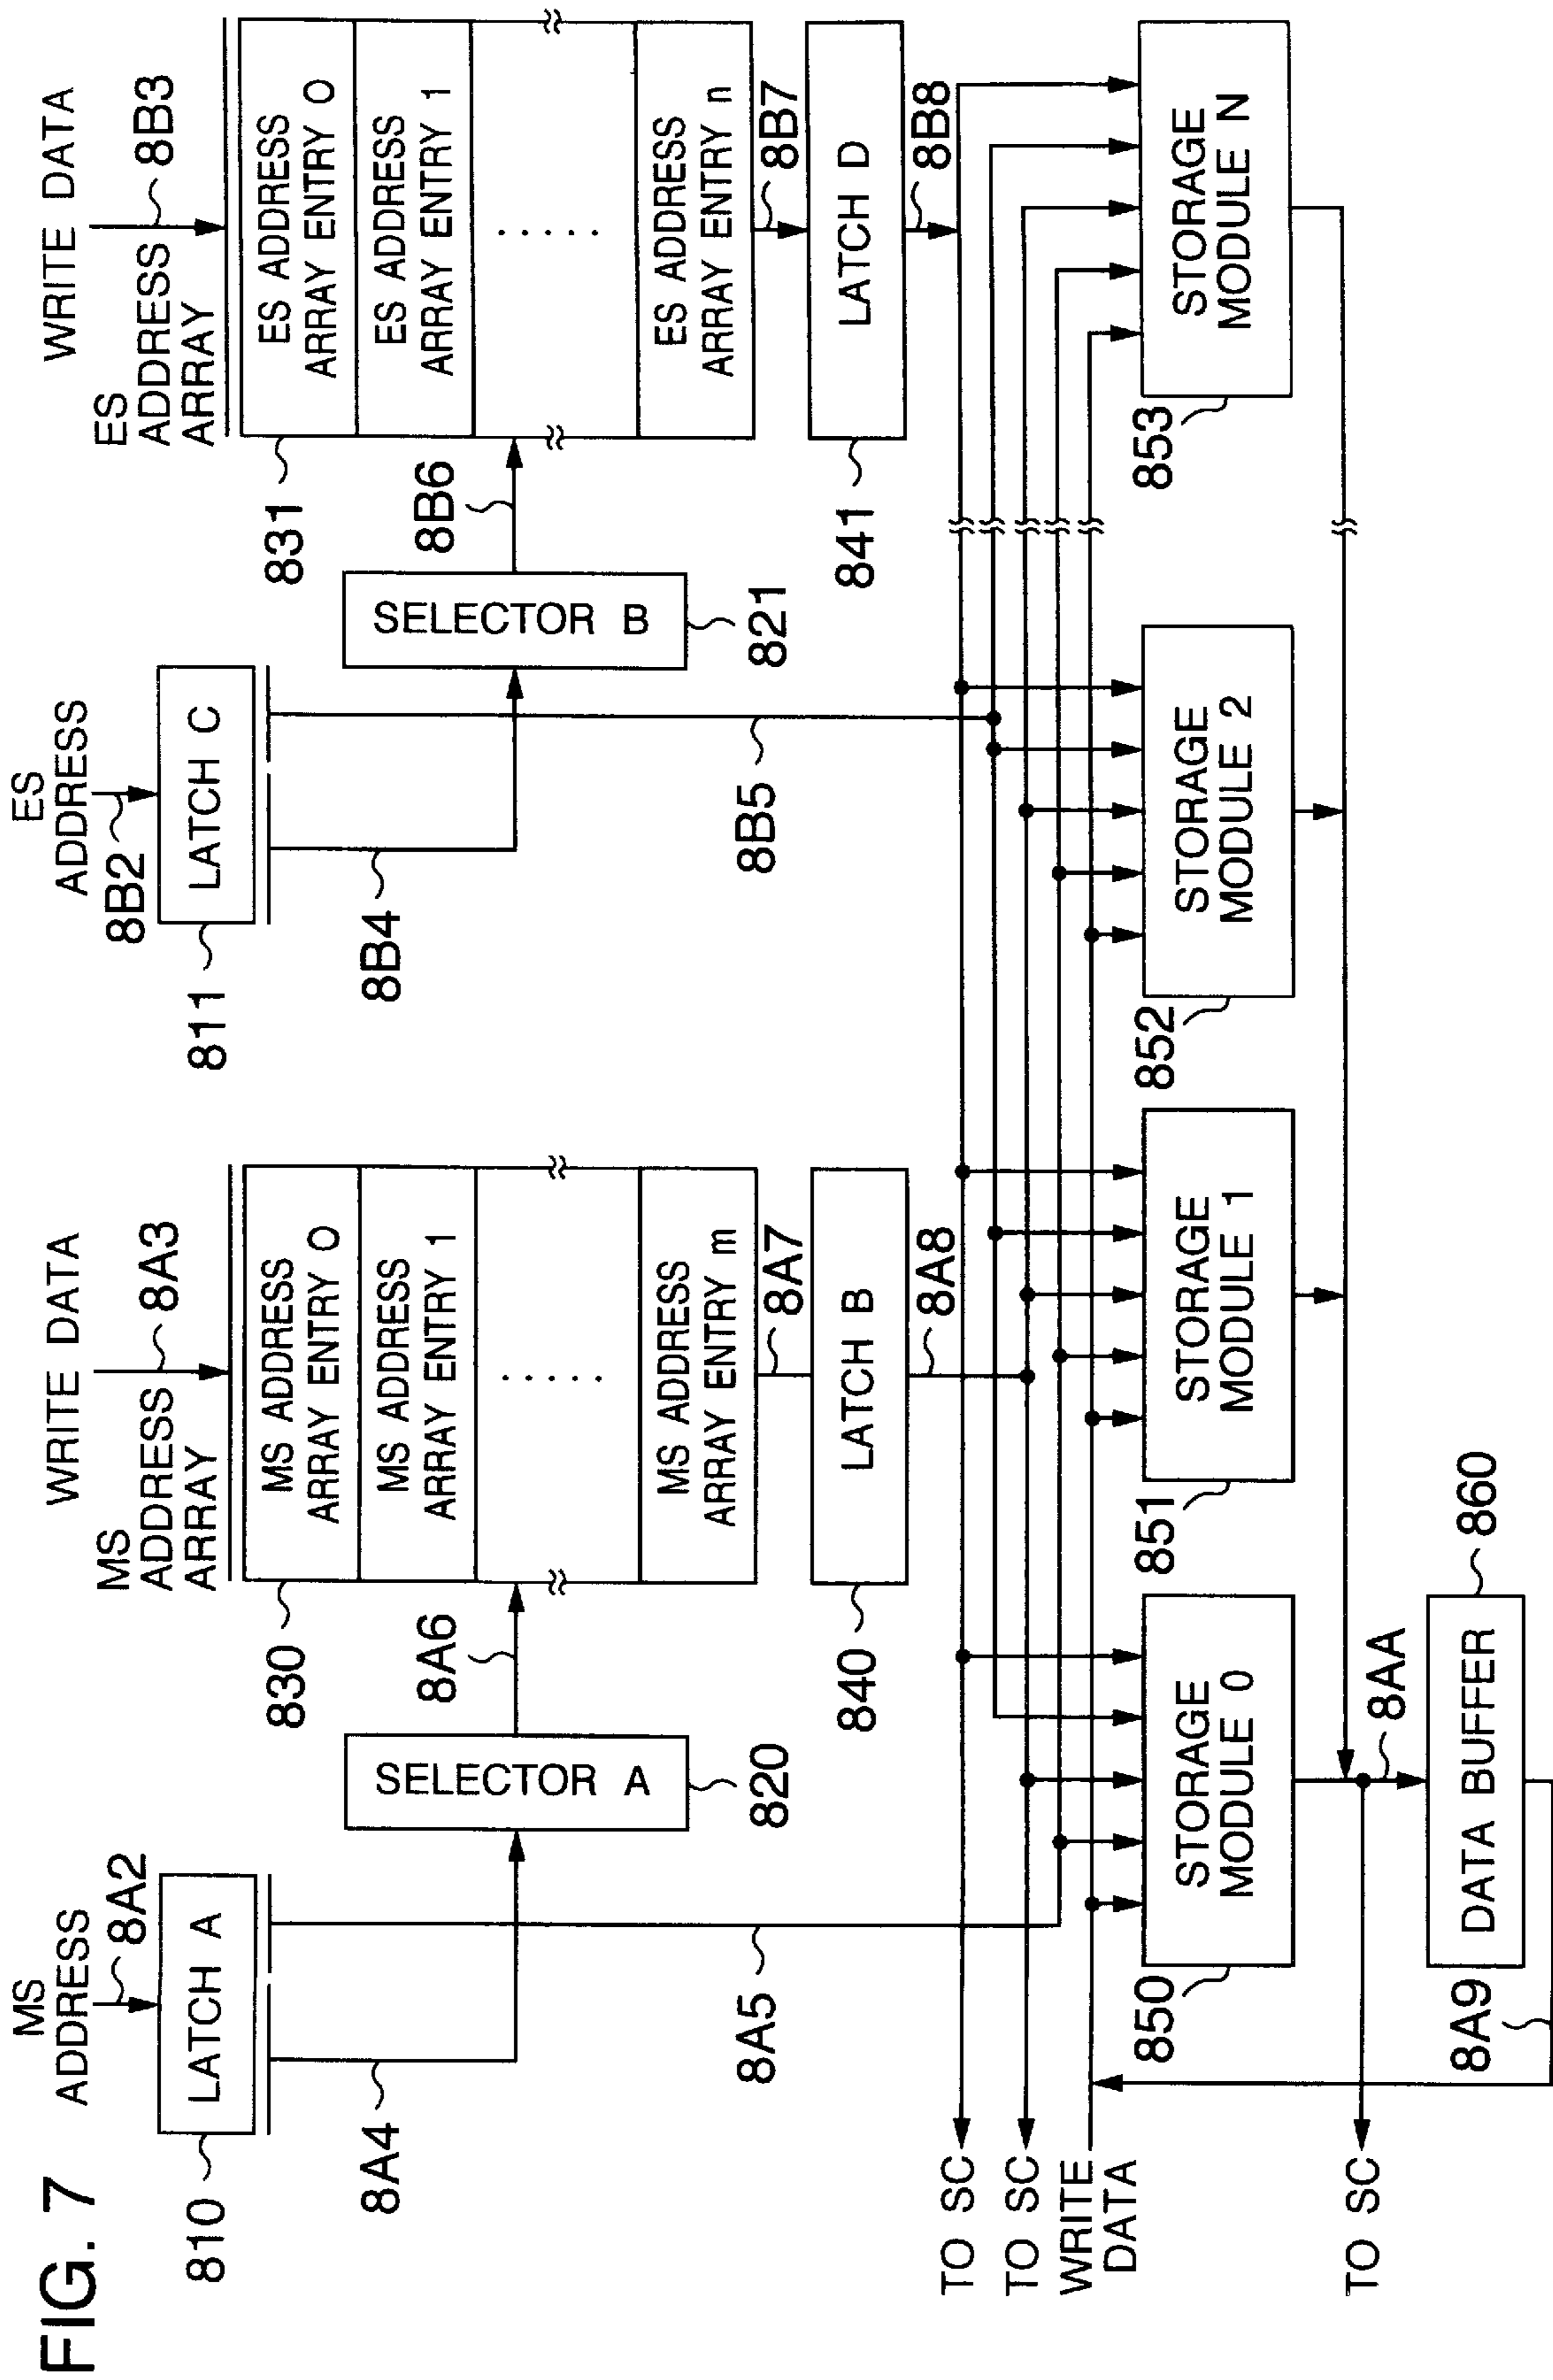 FIG. 7
MS
ADDRESS
8A2
810
LATCH A
8A4
8A5
SELECTOR A
820
8A6
WRITE DATA
8A3
MS
ADDRESS
ARRAY
830
MS ADDRESS
ARRAY ENTRY 0
MS ADDRESS
ARRAY ENTRY 1
.....
MS ADDRESS
ARRAY ENTRY m
8A7
840
LATCH B
8A8
ES
ADDRESS
8B2
811
LATCH C
8B4
8B5
SELECTOR B
821
8B6
WRITE DATA
8B3
ES
ADDRESS
ARRAY
831
ES ADDRESS
ARRAY ENTRY 0
ES ADDRESS
ARRAY ENTRY 1
.....
ES ADDRESS
ARRAY ENTRY n
8B7
841
LATCH D
8B8
TO SC
TO SC
WRITE
DATA
850
STORAGE
MODULE 0
851
STORAGE
MODULE 1
852
STORAGE
MODULE 2
853
STORAGE
MODULE N
TO SC
8AA
8A9
DATA BUFFER
860